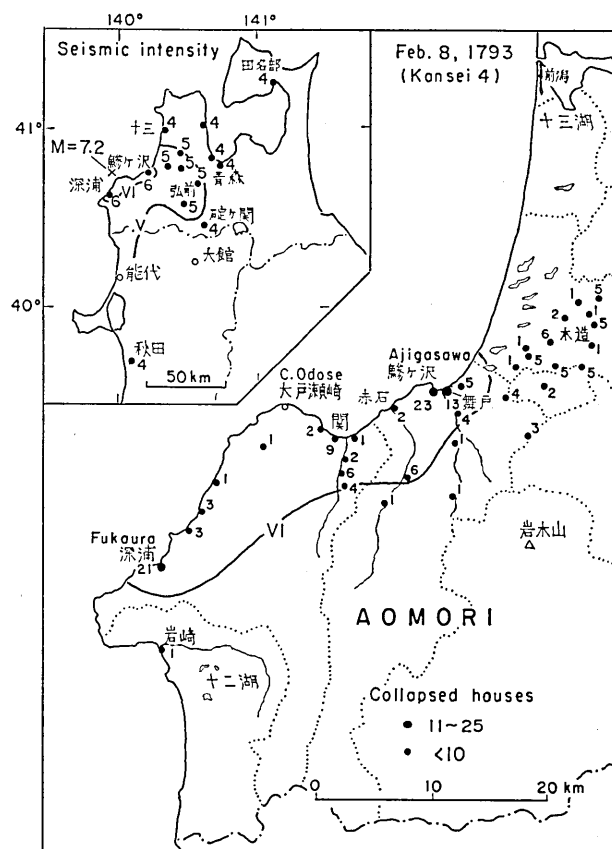 140°
141°
Seismic intensity
Feb. 8, 1793
(Kansei 4)
田名部
4
前潟
十三湖
41°
十三
4
4
M=7.2
鰺ヶ沢
5
5
5
4
4
青森
深浦
VI
6
6
弘前
5
5
碇ヶ関
4
V
大館
能代
40°
秋田
4
50 km
1
5
2
1
5
木造
6
1
1
5
1
5
5
2
4
3
C. Odose
大戸瀬崎
Ajigasawa
鰺ヶ沢
赤石
関
23
13
舞戸
5
2
4
2
9
1
1
2
6
4
1
6
1
1
1
3
3
VI
Fukaura
深浦
21
岩木山
AOMORI
岩崎
1
十二湖
Collapsed houses
11~25
<10
0
10
20 km